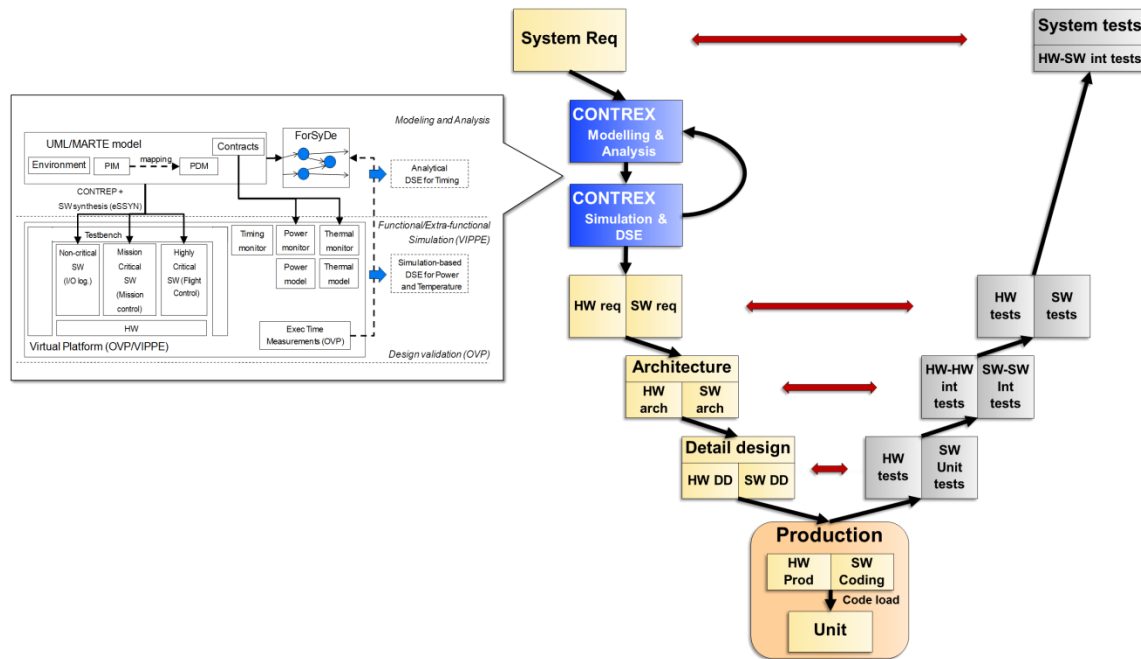 System Req
System tests
HW-SW int tests
CONTREX
Modelling &
Analysis
CONTREX
Simulation &
DSE
HW req
SW req
HW
tests
SW
tests
Architecture
HW
arch
SW
arch
HW-HW
int
tests
SW-SW
Int
tests
Detail design
HW DD
SW DD
HW
tests
SW
Unit
tests
Production
HW
Prod
SW
Coding
Code load
Unit
Modeling and Analysis
UML/MARTE model
Contracts
ForSyDe
Environment
PIM
mapping
PDM
Analytical
DSE for Timing
CONTREP +
SW synthesis (eSSYN)
Functional/Extra-functional
Simulation (VIPPE)
Testbench
Non-critical
SW
(I/O log.)
Mission
Critical
SW
(Mission
control)
Highly
Critical
SW (Flight
Control)
Timing
monitor
Power
monitor
Thermal
monitor
Power
model
Thermal
model
Simulation-based
DSE for Power
and Temperature
HW
Exec Time
Measurements (OVP)
Virtual Platform (OVP/VIPPE)
Design validation (OVP)